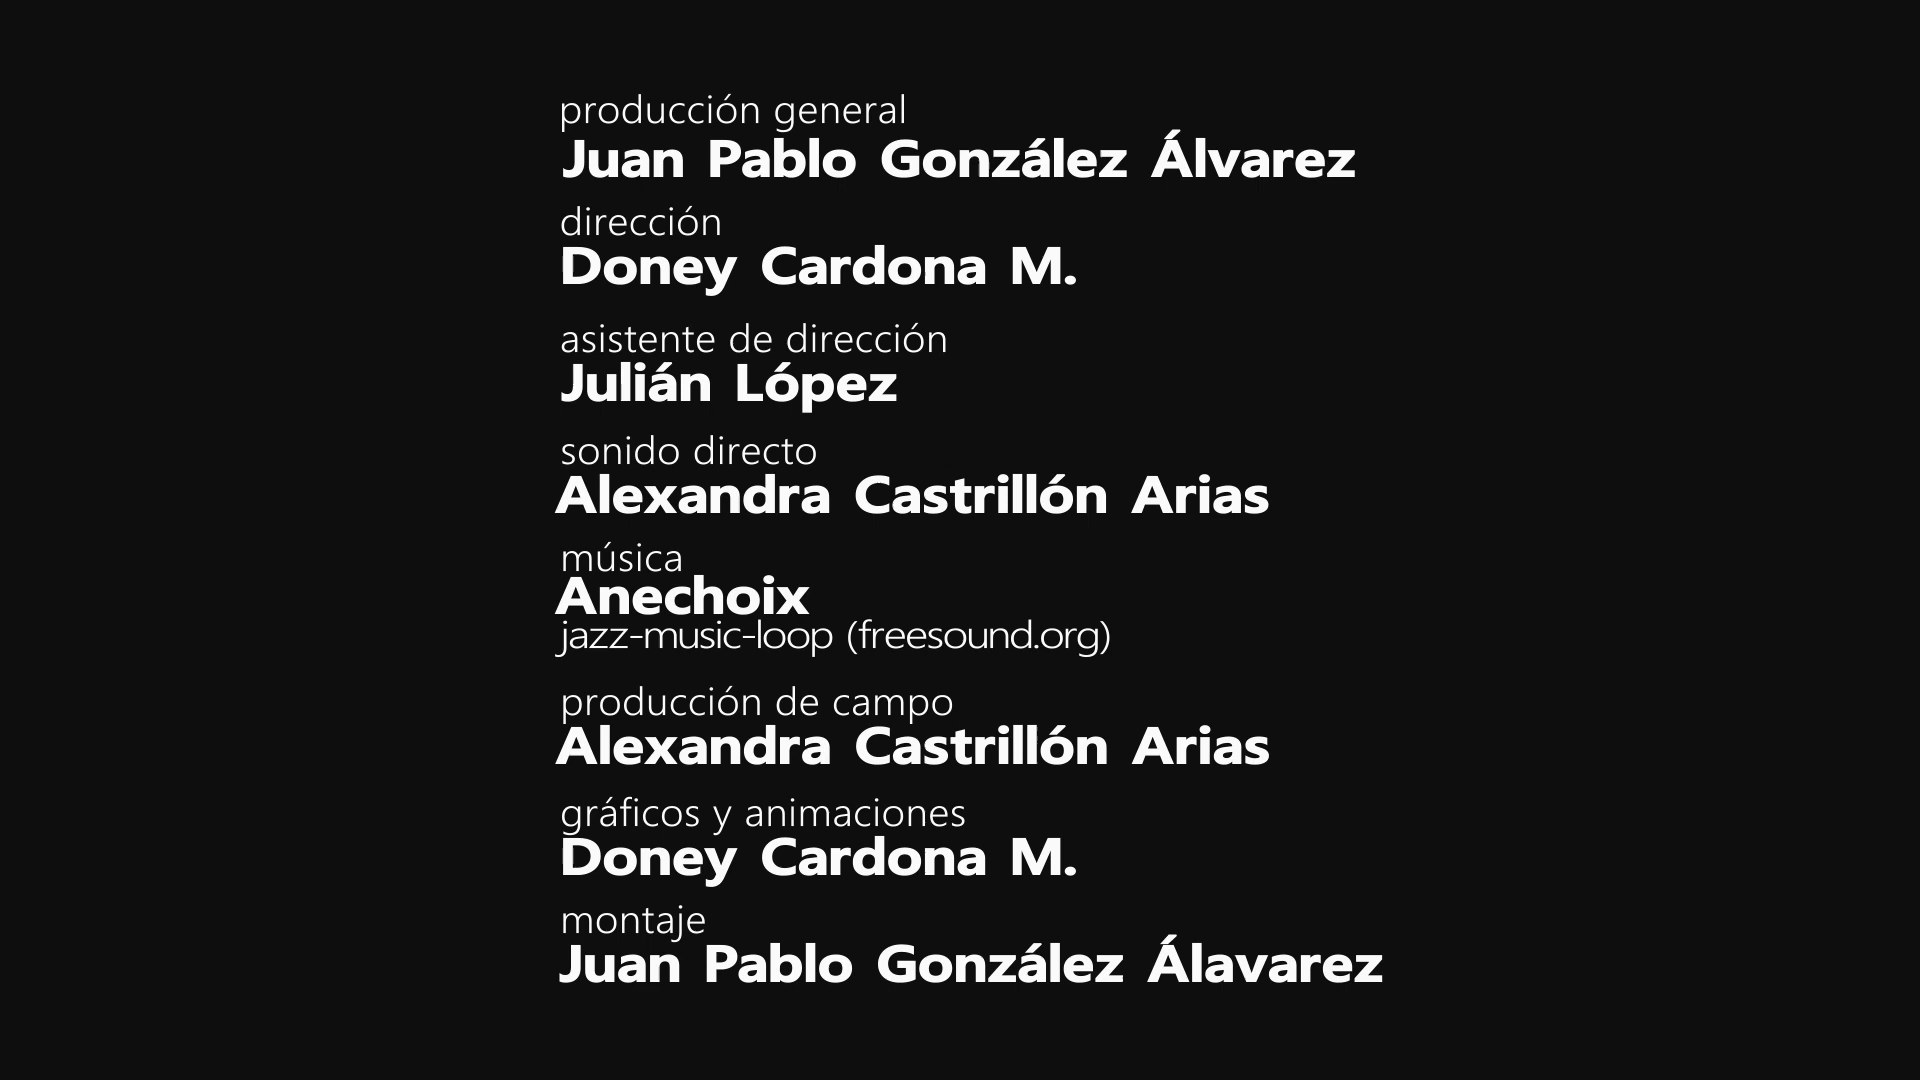 producción general
Juan Pablo González Álvarez
dirección
Doney Cardona M.
asistente de dirección
Julián López
sonido directo
Alexandra Castrillón Arias
música
Anechoix
jazz-music-loop (freesound.org)
producción de campo
Alexandra Castrillón Arias
gráficos y animaciones
Doney Cardona M.
montaje
Juan Pablo González Álavarez